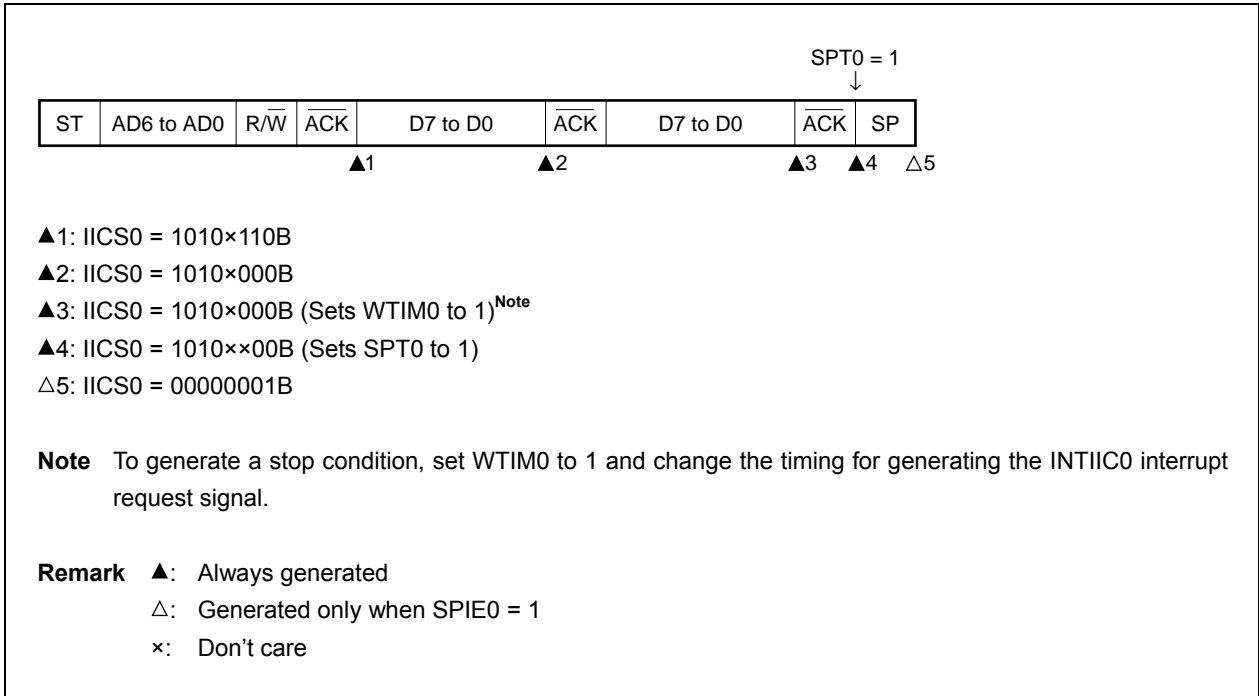 SPT0 = 1
↓
ST AD6 to AD0 R/W̅ A̅C̅K̅ D7 to D0 A̅C̅K̅ D7 to D0 A̅C̅K̅ SP
▲1 ▲2 ▲3 ▲4 △5
▲1: IICS0 = 1010×110B
▲2: IICS0 = 1010×000B
▲3: IICS0 = 1010×000B (Sets WTIM0 to 1)Note
▲4: IICS0 = 1010××00B (Sets SPT0 to 1)
△5: IICS0 = 00000001B
Note To generate a stop condition, set WTIM0 to 1 and change the timing for generating the INTIIC0 interrupt
request signal.
Remark ▲: Always generated
△: Generated only when SPIE0 = 1
×: Don’t care